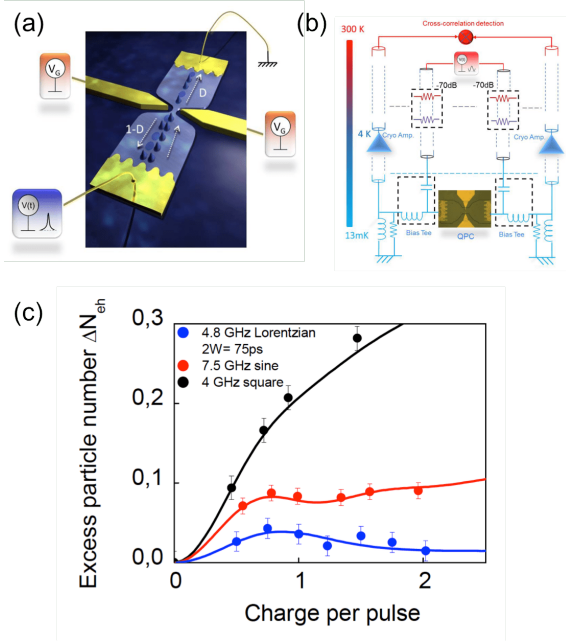 (a)
V_G
D
1-D
V_G
V(t)
(b)
300 K
Cross-correlation detection
V(t)
-70dB
-70dB
4 K
Cryo Amp.
Cryo Amp.
13mK
Bias Tee
QPC
Bias Tee
(c)
Excess particle number ΔN_eh
0,3
0,2
0,1
0,0
4.8 GHz Lorentzian
2W= 75ps
7.5 GHz sine
4 GHz square
0
1
2
Charge per pulse